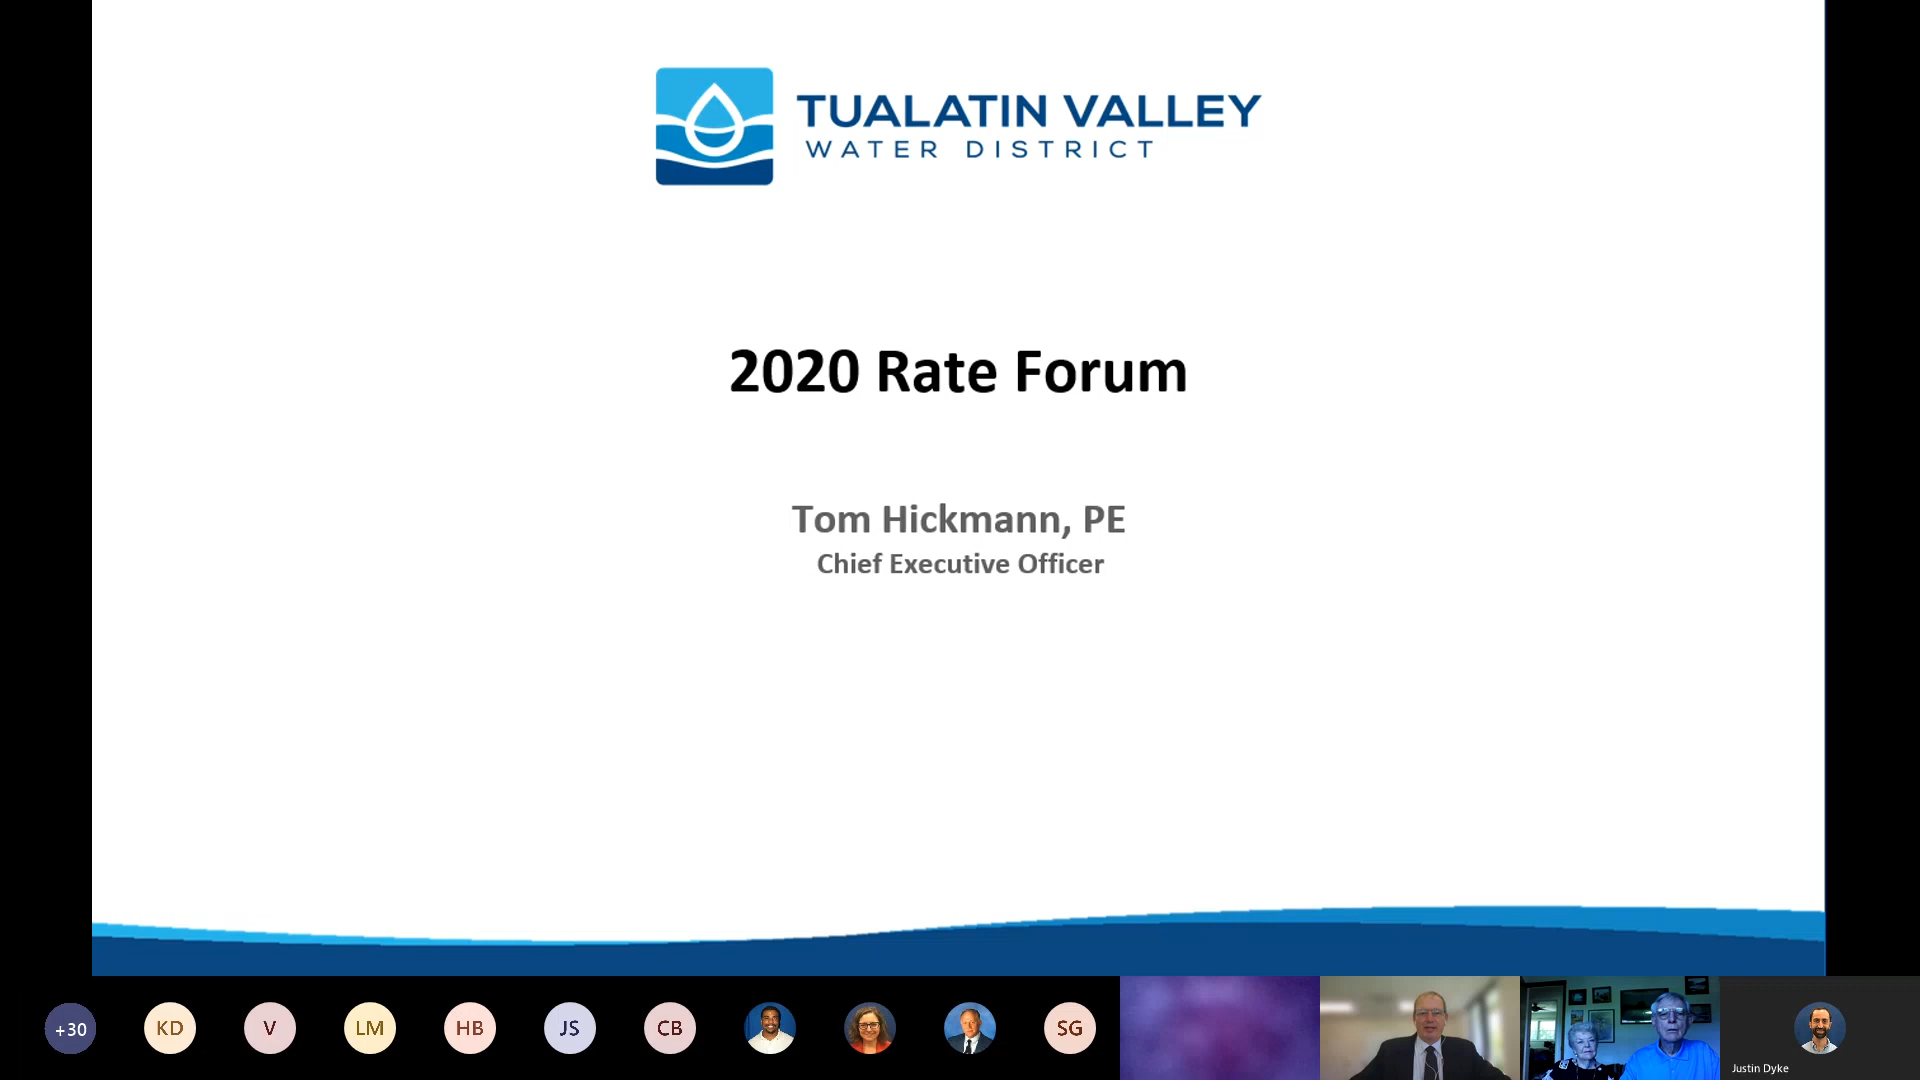 TUALATIN VALLEY
WATER DISTRICT
2020 Rate Forum
Tom Hickmann, PE
Chief Executive Officer
+30
KD
V
LM
HB
JS
CB
SG
Justin Dyke